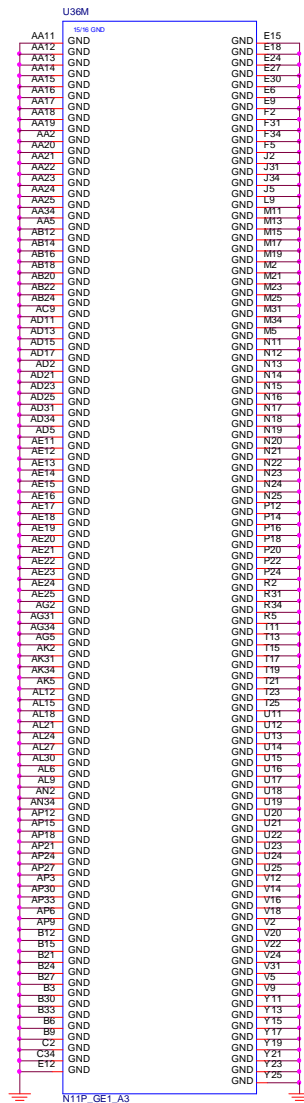 U36M
15/16 GND
AA11 GND GND E15
AA12 GND GND E18
AA13 GND GND E24
AA14 GND GND E27
AA15 GND GND E30
AA16 GND GND E6
AA17 GND GND E9
AA18 GND GND F2
AA19 GND GND F31
AA2 GND GND F34
AA20 GND GND F5
AA21 GND GND J2
AA22 GND GND J31
AA23 GND GND J34
AA24 GND GND J5
AA25 GND GND L9
AA34 GND GND M11
AA5 GND GND M13
AB12 GND GND M15
AB14 GND GND M17
AB16 GND GND M19
AB18 GND GND M2
AB20 GND GND M21
AB22 GND GND M23
AB24 GND GND M25
AC9 GND GND M31
AD11 GND GND M34
AD13 GND GND M5
AD15 GND GND N11
AD17 GND GND N12
AD2 GND GND N13
AD21 GND GND N14
AD23 GND GND N15
AD25 GND GND N16
AD31 GND GND N17
AD34 GND GND N18
AD5 GND GND N19
AE11 GND GND N20
AE12 GND GND N21
AE13 GND GND N22
AE14 GND GND N23
AE15 GND GND N24
AE16 GND GND N25
AE17 GND GND P12
AE18 GND GND P14
AE19 GND GND P16
AE20 GND GND P18
AE21 GND GND P20
AE22 GND GND P22
AE23 GND GND P24
AE24 GND GND R2
AE25 GND GND R31
AG2 GND GND R34
AG31 GND GND R5
AG34 GND GND T11
AG5 GND GND T13
AK2 GND GND T15
AK31 GND GND T17
AK34 GND GND T19
AK5 GND GND T21
AL12 GND GND T23
AL15 GND GND T25
AL18 GND GND U11
AL21 GND GND U12
AL24 GND GND U13
AL27 GND GND U14
AL30 GND GND U15
AL6 GND GND U16
AL9 GND GND U17
AN2 GND GND U18
AN34 GND GND U19
AP12 GND GND U20
AP15 GND GND U21
AP18 GND GND U22
AP21 GND GND U23
AP24 GND GND U24
AP27 GND GND U25
AP3 GND GND V12
AP30 GND GND V14
AP33 GND GND V16
AP6 GND GND V18
AP9 GND GND V2
B12 GND GND V20
B15 GND GND V22
B21 GND GND V24
B24 GND GND V31
B27 GND GND V5
B3 GND GND V9
B30 GND GND Y11
B33 GND GND Y13
B6 GND GND Y15
B9 GND GND Y17
C2 GND GND Y19
C34 GND GND Y21
E12 GND GND Y23
GND Y25
N11P_GE1_A3